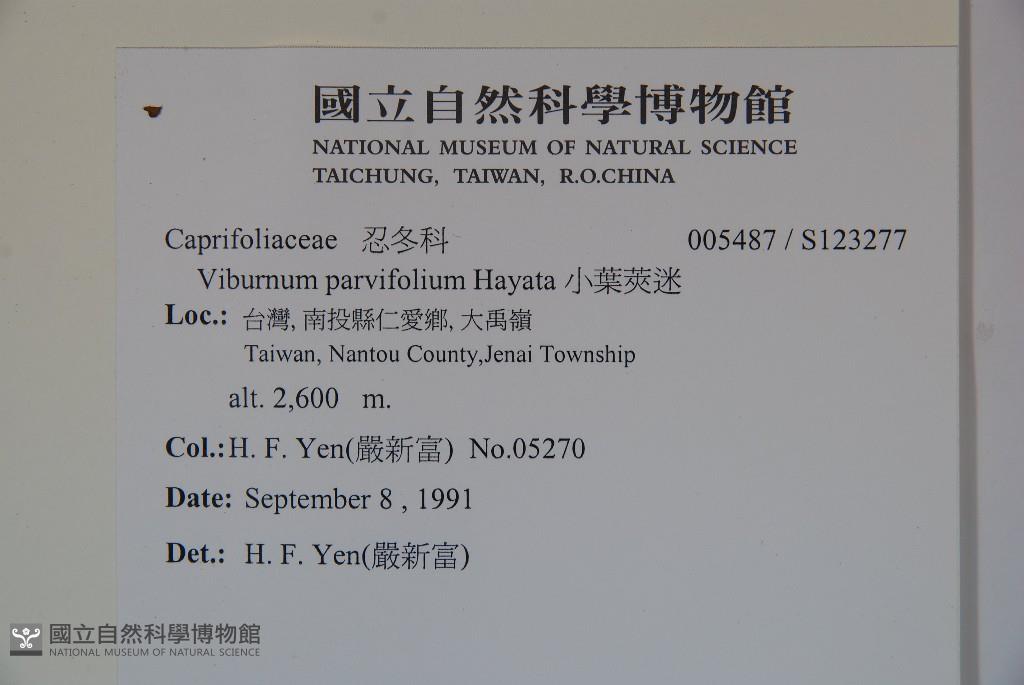 國立自然科學博物館
NATIONAL MUSEUM OF NATURAL SCIENCE
TAICHUNG, TAIWAN, R.O.CHINA
Caprifoliaceae 忍冬科 005487 / S123277
Viburnum parvifolium Hayata 小葉莢迷
Loc.: 台灣, 南投縣仁愛鄉, 大禹嶺
Taiwan, Nantou County,Jenai Township
alt. 2,600 m.
Col.:H. F. Yen(嚴新富) No.05270
Date: September 8 , 1991
Det.: H. F. Yen(嚴新富)
國立自然科學博物館
NATIONAL MUSEUM OF NATURAL SCIENCE